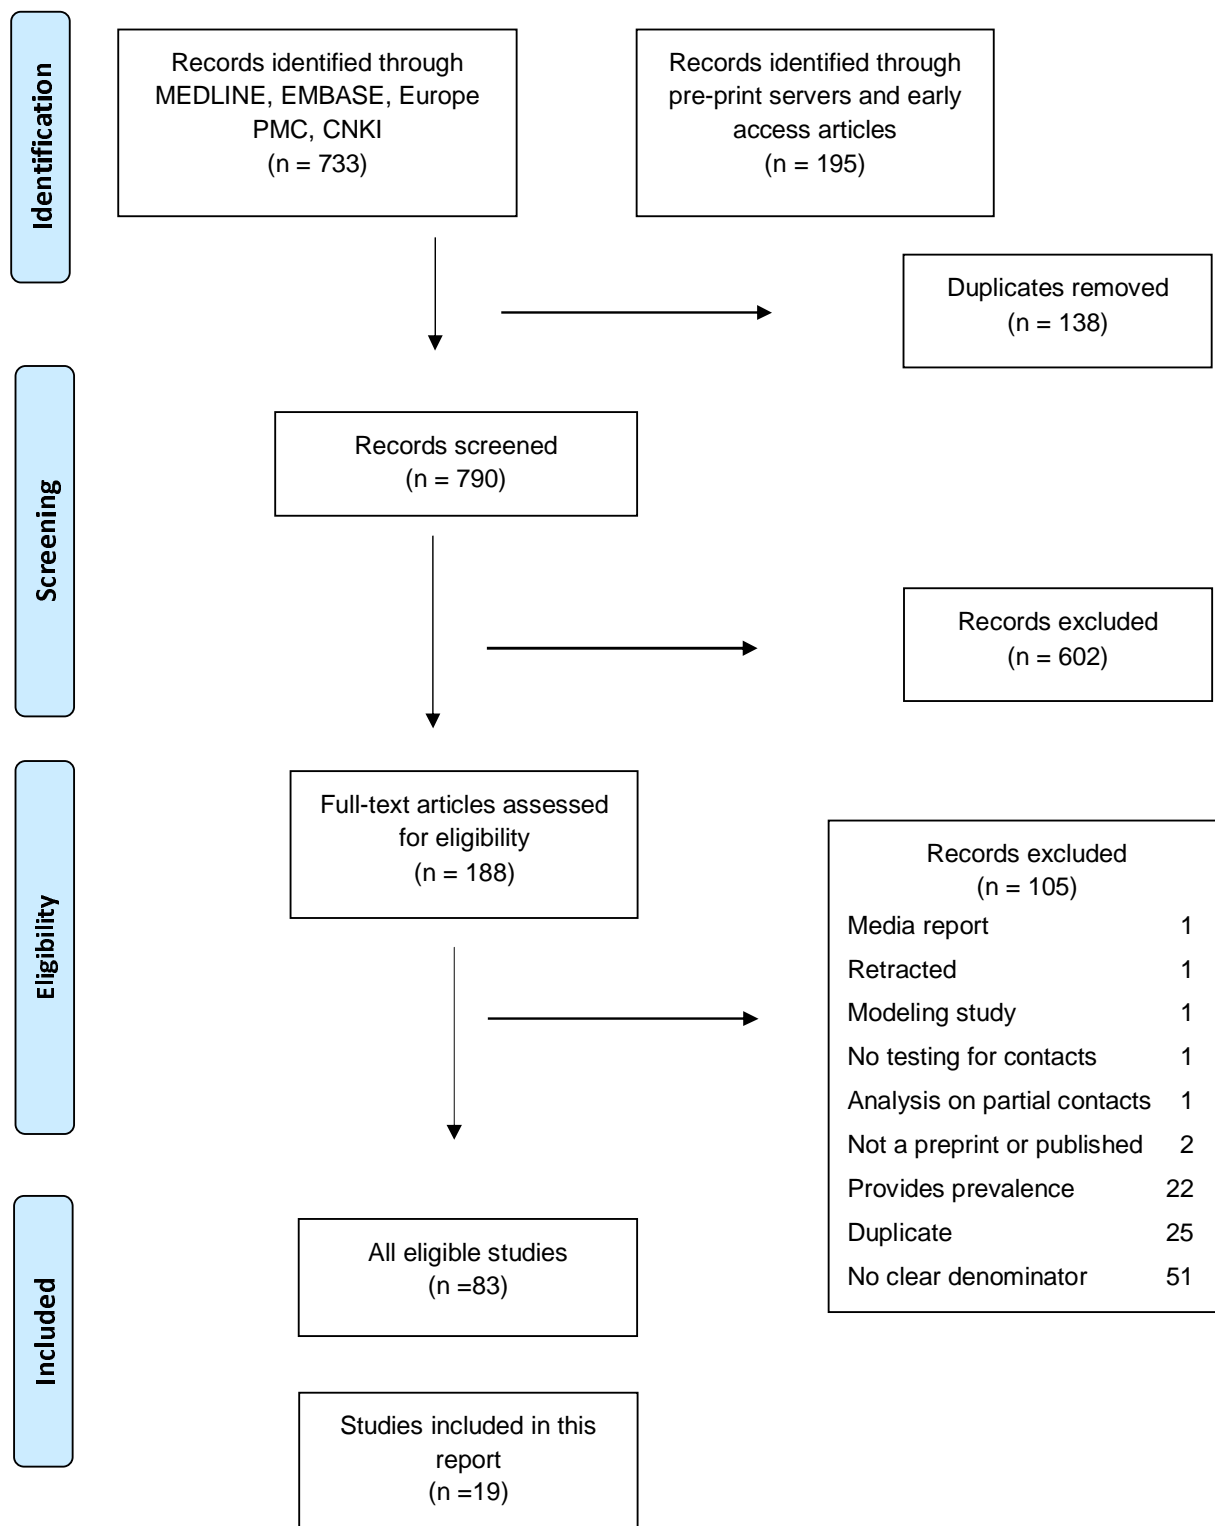 Identification
Records identified through
MEDLINE, EMBASE, Europe
PMC, CNKI
(n = 733)
Records identified through
pre-print servers and early
access articles
(n = 195)
Duplicates removed
(n = 138)
Screening
Records screened
(n = 790)
Records excluded
(n = 602)
Eligibility
Full-text articles assessed
for eligibility
(n = 188)
Records excluded
(n = 105)
Media report 1
Retracted 1
Modeling study 1
No testing for contacts 1
Analysis on partial contacts 1
Not a preprint or published 2
Provides prevalence 22
Duplicate 25
No clear denominator 51
Included
All eligible studies
(n =83)
Studies included in this
report
(n =19)